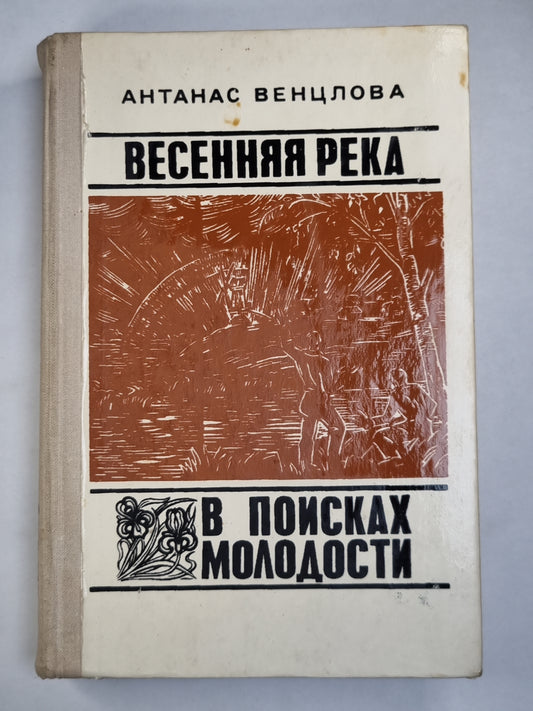 АНТАНАС ВЕНЦЛОВА
ВЕСЕННЯЯ РЕКА
В ПОИСКАХ
МОЛОДОСТИ